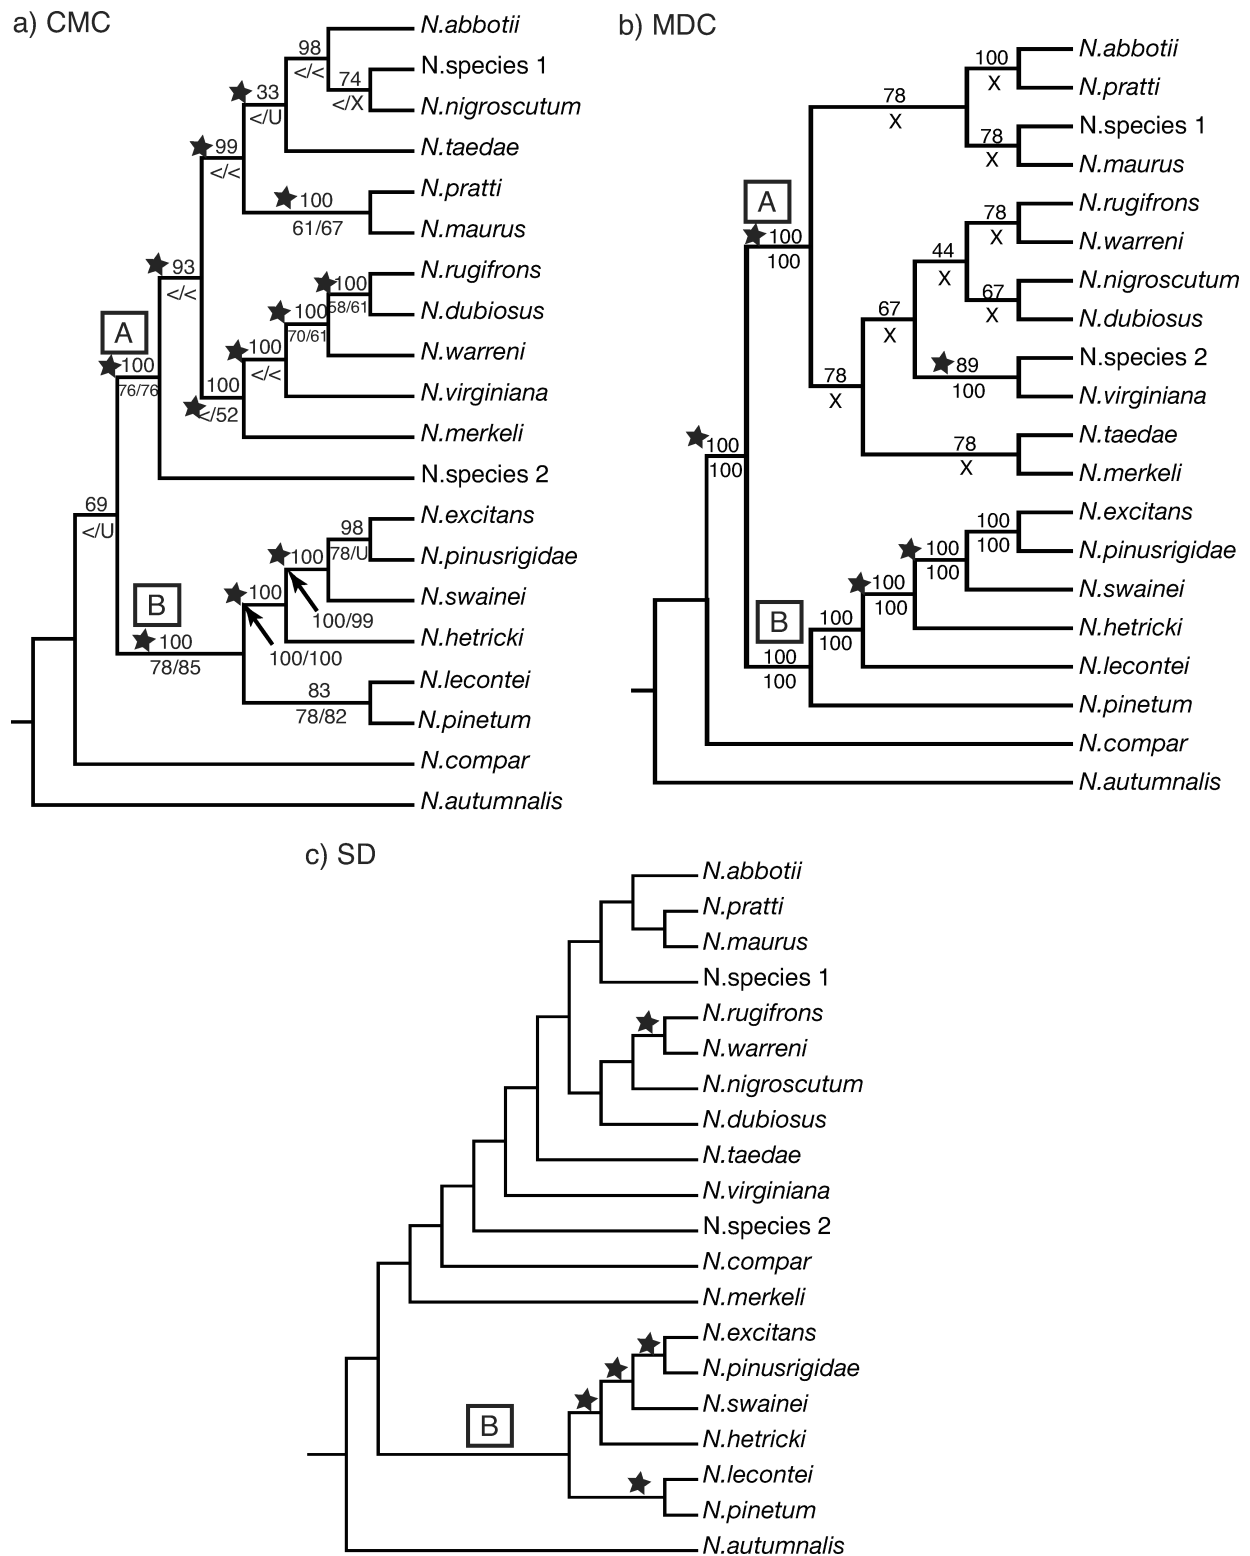 a) CMC
N.abbotii
98
</<
N.species 1
74
</X
N.nigroscutum
33
</U
N.taedae
99
</<
N.pratti
100
61/67
N.maurus
93
</<
N.rugifrons
100
58/61
N.dubiosus
100
70/61
N.warreni
100
</<
N.virginiana
100
</52
N.merkeli
A
100
76/76
N.species 2
69
</U
N.excitans
98
78/U
N.pinusrigidae
100
N.swainei
100/99
100
N.hetricki
100/100
B
100
78/85
N.lecontei
83
78/82
N.pinetum
N.compar
N.autumnalis
b) MDC
N.abbotii
100
X
N.pratti
78
X
N.species 1
78
X
N.maurus
A
100
100
N.rugifrons
78
X
N.warreni
44
X
N.nigroscutum
67
X
N.dubiosus
67
X
N.species 2
89
100
N.virginiana
78
X
N.taedae
78
X
N.merkeli
100
100
N.excitans
100
100
N.pinusrigidae
100
100
N.swainei
100
100
N.hetricki
B
100
100
N.lecontei
100
100
N.pinetum
N.compar
N.autumnalis
c) SD
N.abbotii
N.pratti
N.maurus
N.species 1
N.rugifrons
N.warreni
N.nigroscutum
N.dubiosus
N.taedae
N.virginiana
N.species 2
N.compar
N.merkeli
N.excitans
N.pinusrigidae
N.swainei
B
N.hetricki
N.lecontei
N.pinetum
N.autumnalis